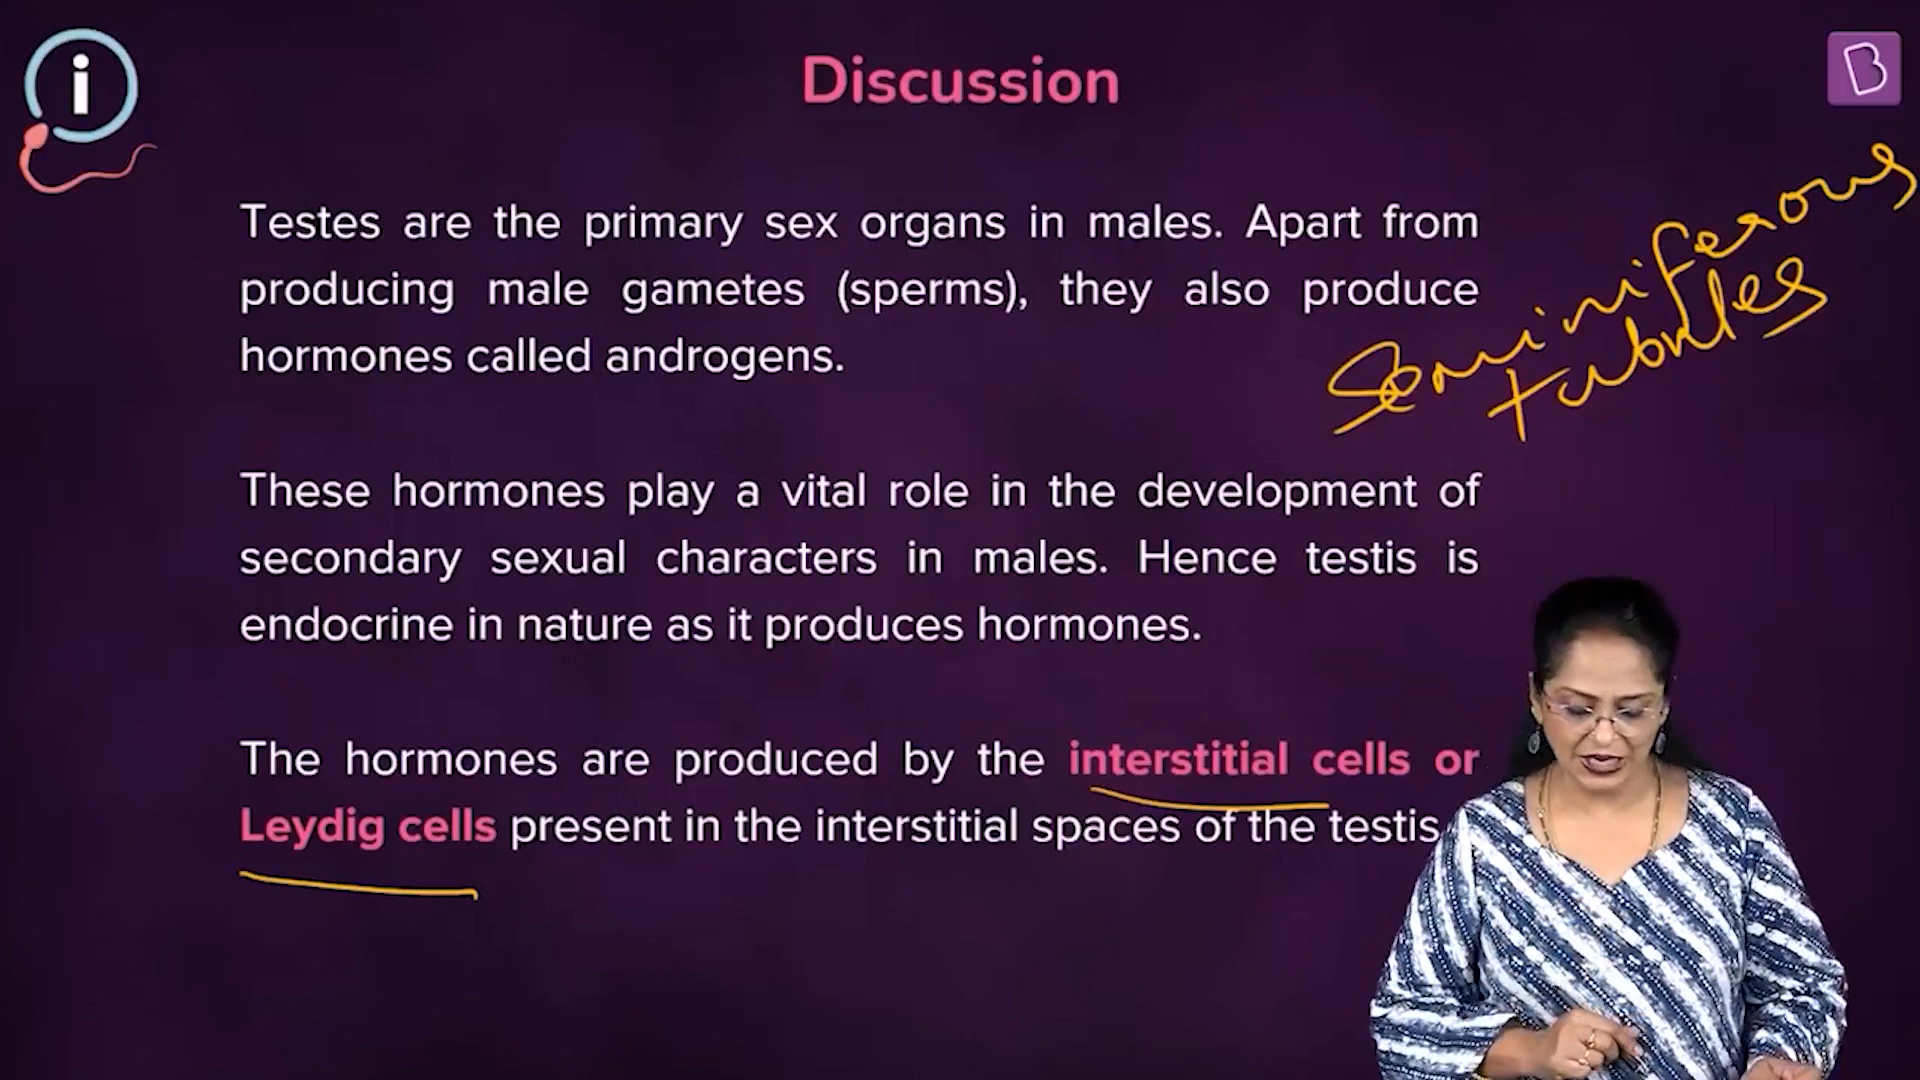 i
Discussion
B
Testes are the primary sex organs in males. Apart from
producing male gametes (sperms), they also produce
hormones called androgens.
Seminiferous
tubules
These hormones play a vital role in the development of
secondary sexual characters in males. Hence testis is
endocrine in nature as it produces hormones.
The hormones are produced by the interstitial cells or
Leydig cells present in the interstitial spaces of the testis